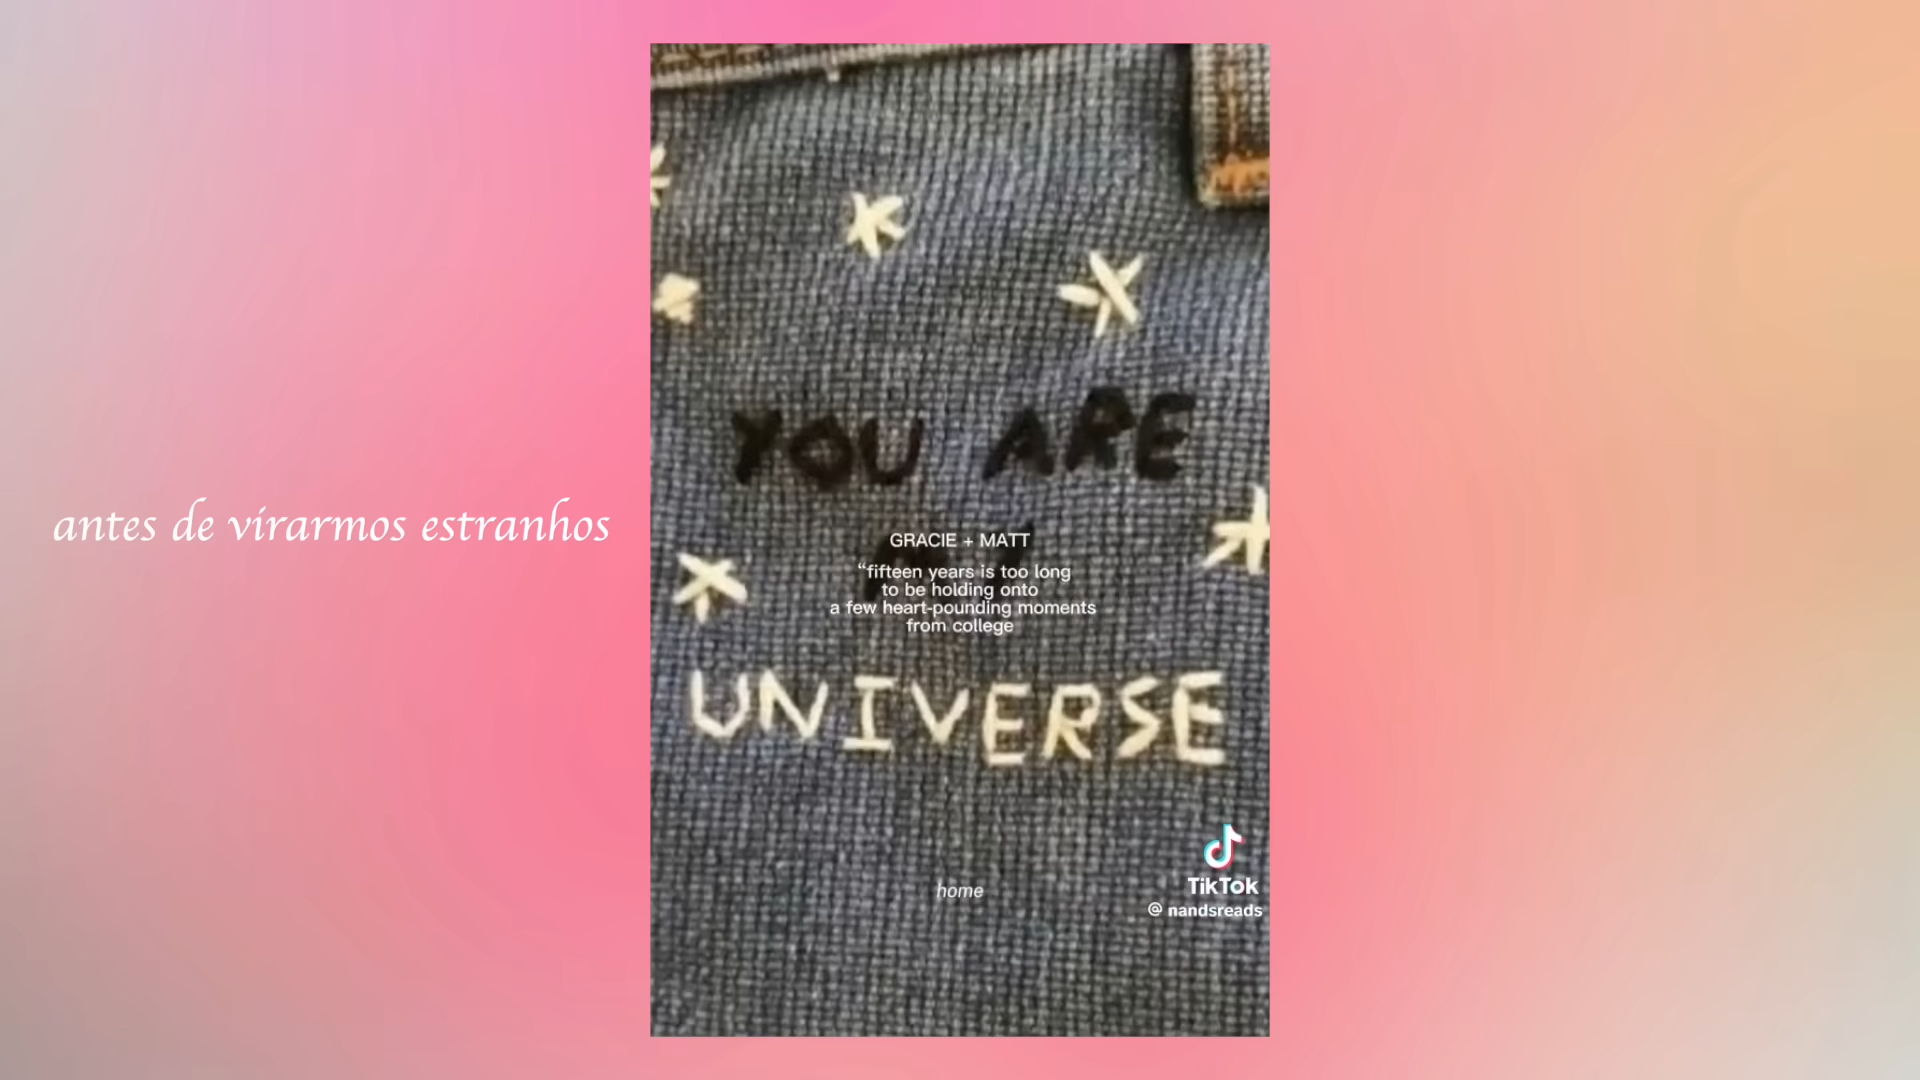 antes de virarmos estranhos
YOU ARE
MY
GRACIE + MATT
“fifteen years is too long
to be holding onto
a few heart-pounding moments
from college
UNIVERSE
home
TikTok
@ nandsreads